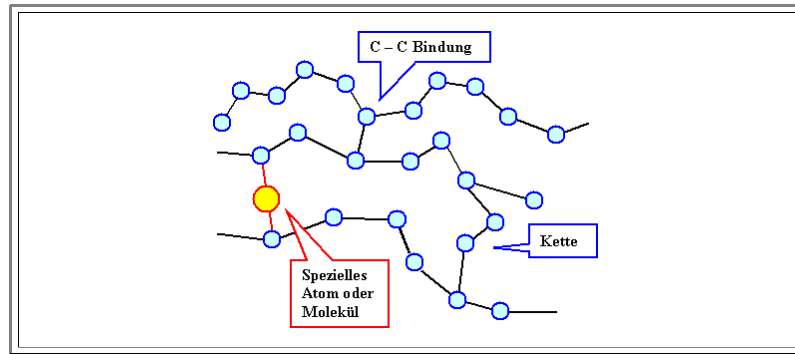 C – C Bindung
Kette
Spezielles
Atom oder
Molekül